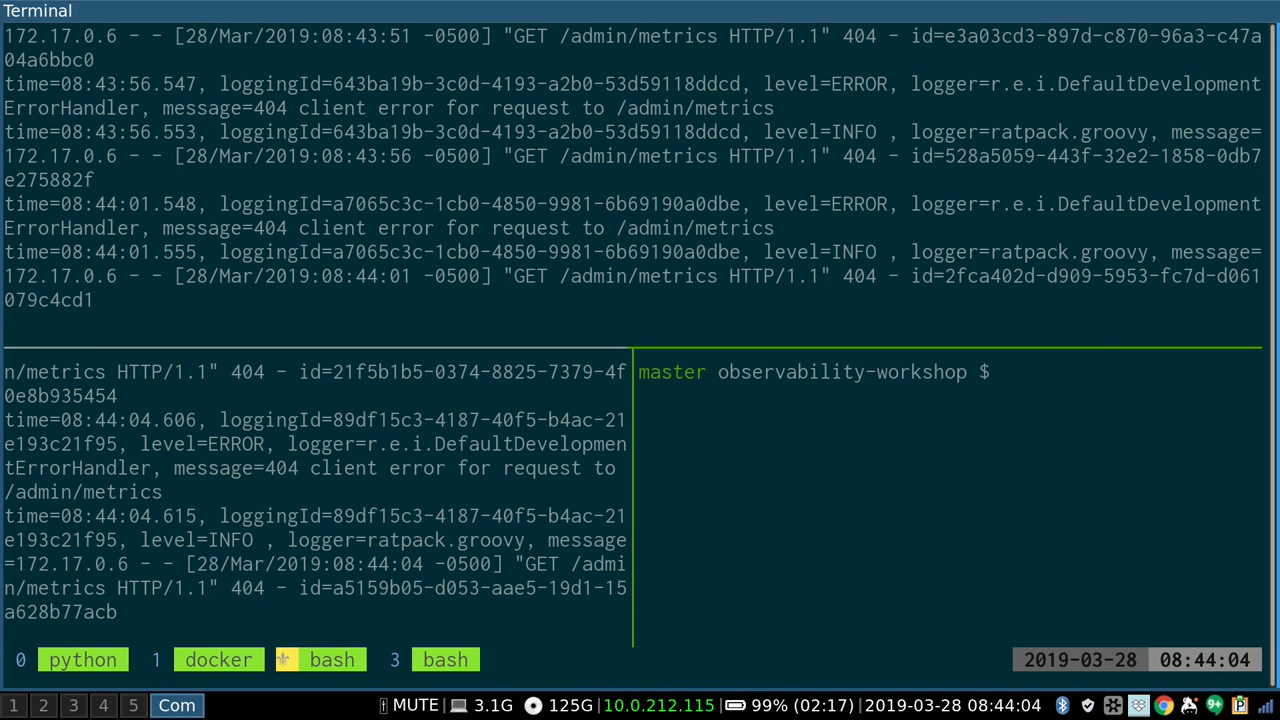 Terminal
172.17.0.6 - - [28/Mar/2019:08:43:51 -0500] "GET /admin/metrics HTTP/1.1" 404 - id=e3a03cd3-897d-c870-96a3-c47a
04a6bbc0
time=08:43:56.547, loggingId=643ba19b-3c0d-4193-a2b0-53d59118ddcd, level=ERROR, logger=r.e.i.DefaultDevelopment
ErrorHandler, message=404 client error for request to /admin/metrics
time=08:43:56.553, loggingId=643ba19b-3c0d-4193-a2b0-53d59118ddcd, level=INFO , logger=ratpack.groovy, message=
172.17.0.6 - - [28/Mar/2019:08:43:56 -0500] "GET /admin/metrics HTTP/1.1" 404 - id=528a5059-443f-32e2-1858-0db7
e275882f
time=08:44:01.548, loggingId=a7065c3c-1cb0-4850-9981-6b69190a0dbe, level=ERROR, logger=r.e.i.DefaultDevelopment
ErrorHandler, message=404 client error for request to /admin/metrics
time=08:44:01.555, loggingId=a7065c3c-1cb0-4850-9981-6b69190a0dbe, level=INFO , logger=ratpack.groovy, message=
172.17.0.6 - - [28/Mar/2019:08:44:01 -0500] "GET /admin/metrics HTTP/1.1" 404 - id=2fca402d-d909-5953-fc7d-d061
079c4cd1
n/metrics HTTP/1.1" 404 - id=21f5b1b5-0374-8825-7379-4f
0e8b935454
time=08:44:04.606, loggingId=89df15c3-4187-40f5-b4ac-21
e193c21f95, level=ERROR, logger=r.e.i.DefaultDevelopmen
tErrorHandler, message=404 client error for request to
/admin/metrics
time=08:44:04.615, loggingId=89df15c3-4187-40f5-b4ac-21
e193c21f95, level=INFO , logger=ratpack.groovy, message
=172.17.0.6 - - [28/Mar/2019:08:44:04 -0500] "GET /admi
n/metrics HTTP/1.1" 404 - id=a5159b05-d053-aae5-19d1-15
a628b77acb
master observability-workshop $
0 python 1 docker bash 3 bash 2019-03-28 08:44:04
1 2 3 4 5 Com MUTE 3.1G 125G 10.0.212.115 99% (02:17) 2019-03-28 08:44:04 9+